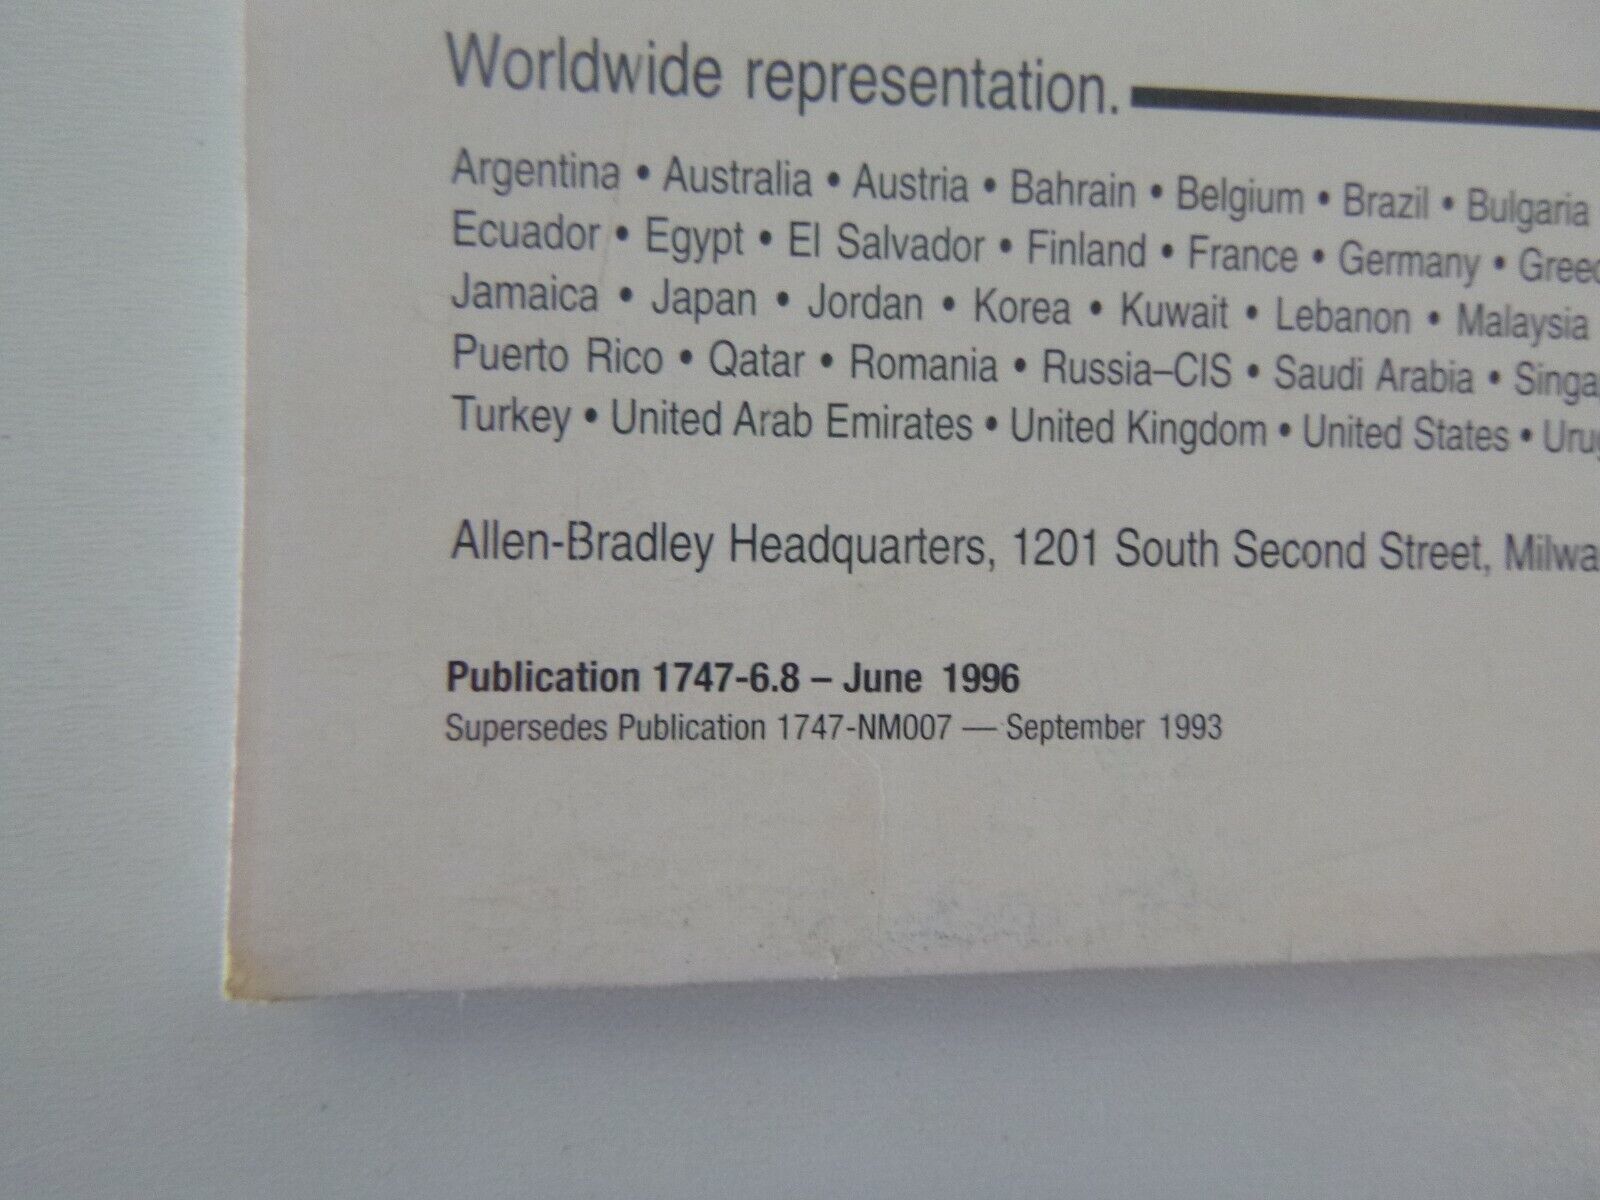 Worldwide representation.
Argentina • Australia • Austria • Bahrain • Belgium • Brazil • Bulgaria
Ecuador • Egypt • El Salvador • Finland • France • Germany •
Jamaica • Japan • Jordan • Korea • Kuwait • Lebanon • Malaysia
Puerto Rico • Qatar • Romania • Russia–CIS • Saudi Arabia •
Turkey • United Arab Emirates • United Kingdom • United States •
Allen-Bradley Headquarters, 1201 South Second Street,
Publication 1747-6.8 – June 1996
Supersedes Publication 1747-NM007 — September 1993